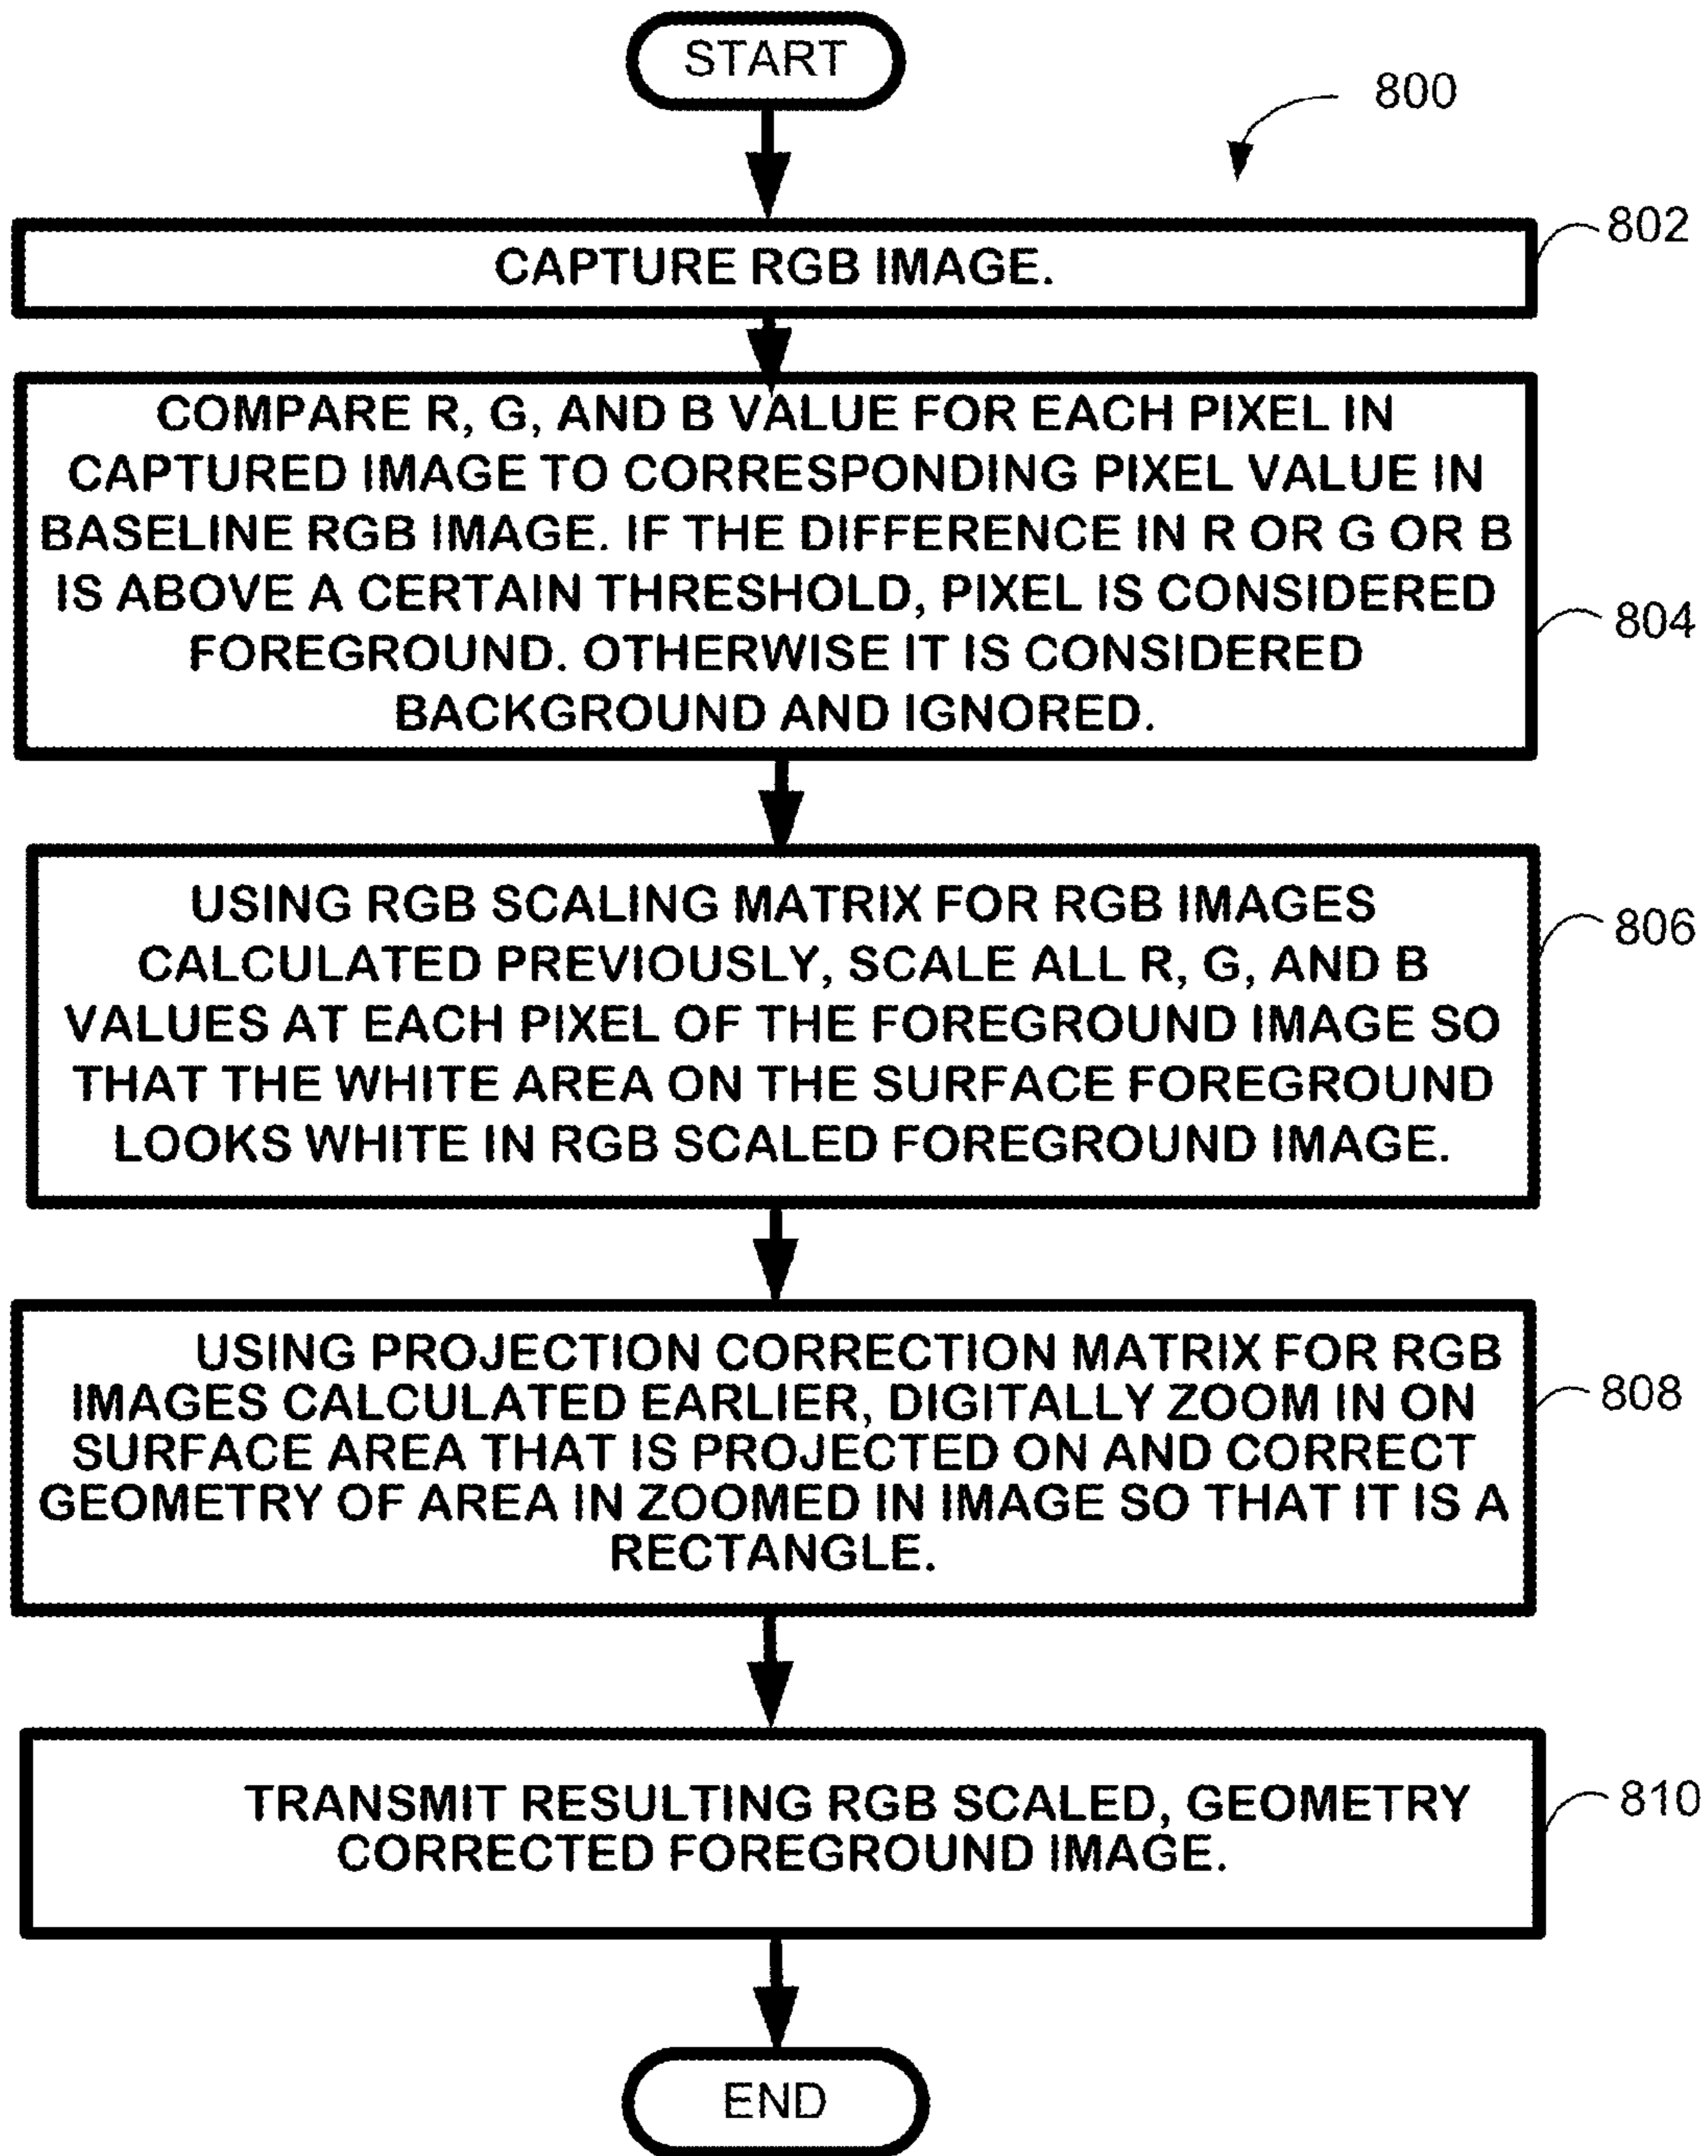 START
800
CAPTURE RGB IMAGE.
802
COMPARE R, G, AND B VALUE FOR EACH PIXEL IN
CAPTURED IMAGE TO CORRESPONDING PIXEL VALUE IN
BASELINE RGB IMAGE. IF THE DIFFERENCE IN R OR G OR B
IS ABOVE A CERTAIN THRESHOLD, PIXEL IS CONSIDERED
FOREGROUND. OTHERWISE IT IS CONSIDERED
BACKGROUND AND IGNORED.
804
USING RGB SCALING MATRIX FOR RGB IMAGES
CALCULATED PREVIOUSLY, SCALE ALL R, G, AND B
VALUES AT EACH PIXEL OF THE FOREGROUND IMAGE SO
THAT THE WHITE AREA ON THE SURFACE FOREGROUND
LOOKS WHITE IN RGB SCALED FOREGROUND IMAGE.
806
USING PROJECTION CORRECTION MATRIX FOR RGB
IMAGES CALCULATED EARLIER, DIGITALLY ZOOM IN ON
SURFACE AREA THAT IS PROJECTED ON AND CORRECT
GEOMETRY OF AREA IN ZOOMED IN IMAGE SO THAT IT IS A
RECTANGLE.
808
TRANSMIT RESULTING RGB SCALED, GEOMETRY
CORRECTED FOREGROUND IMAGE.
810
END